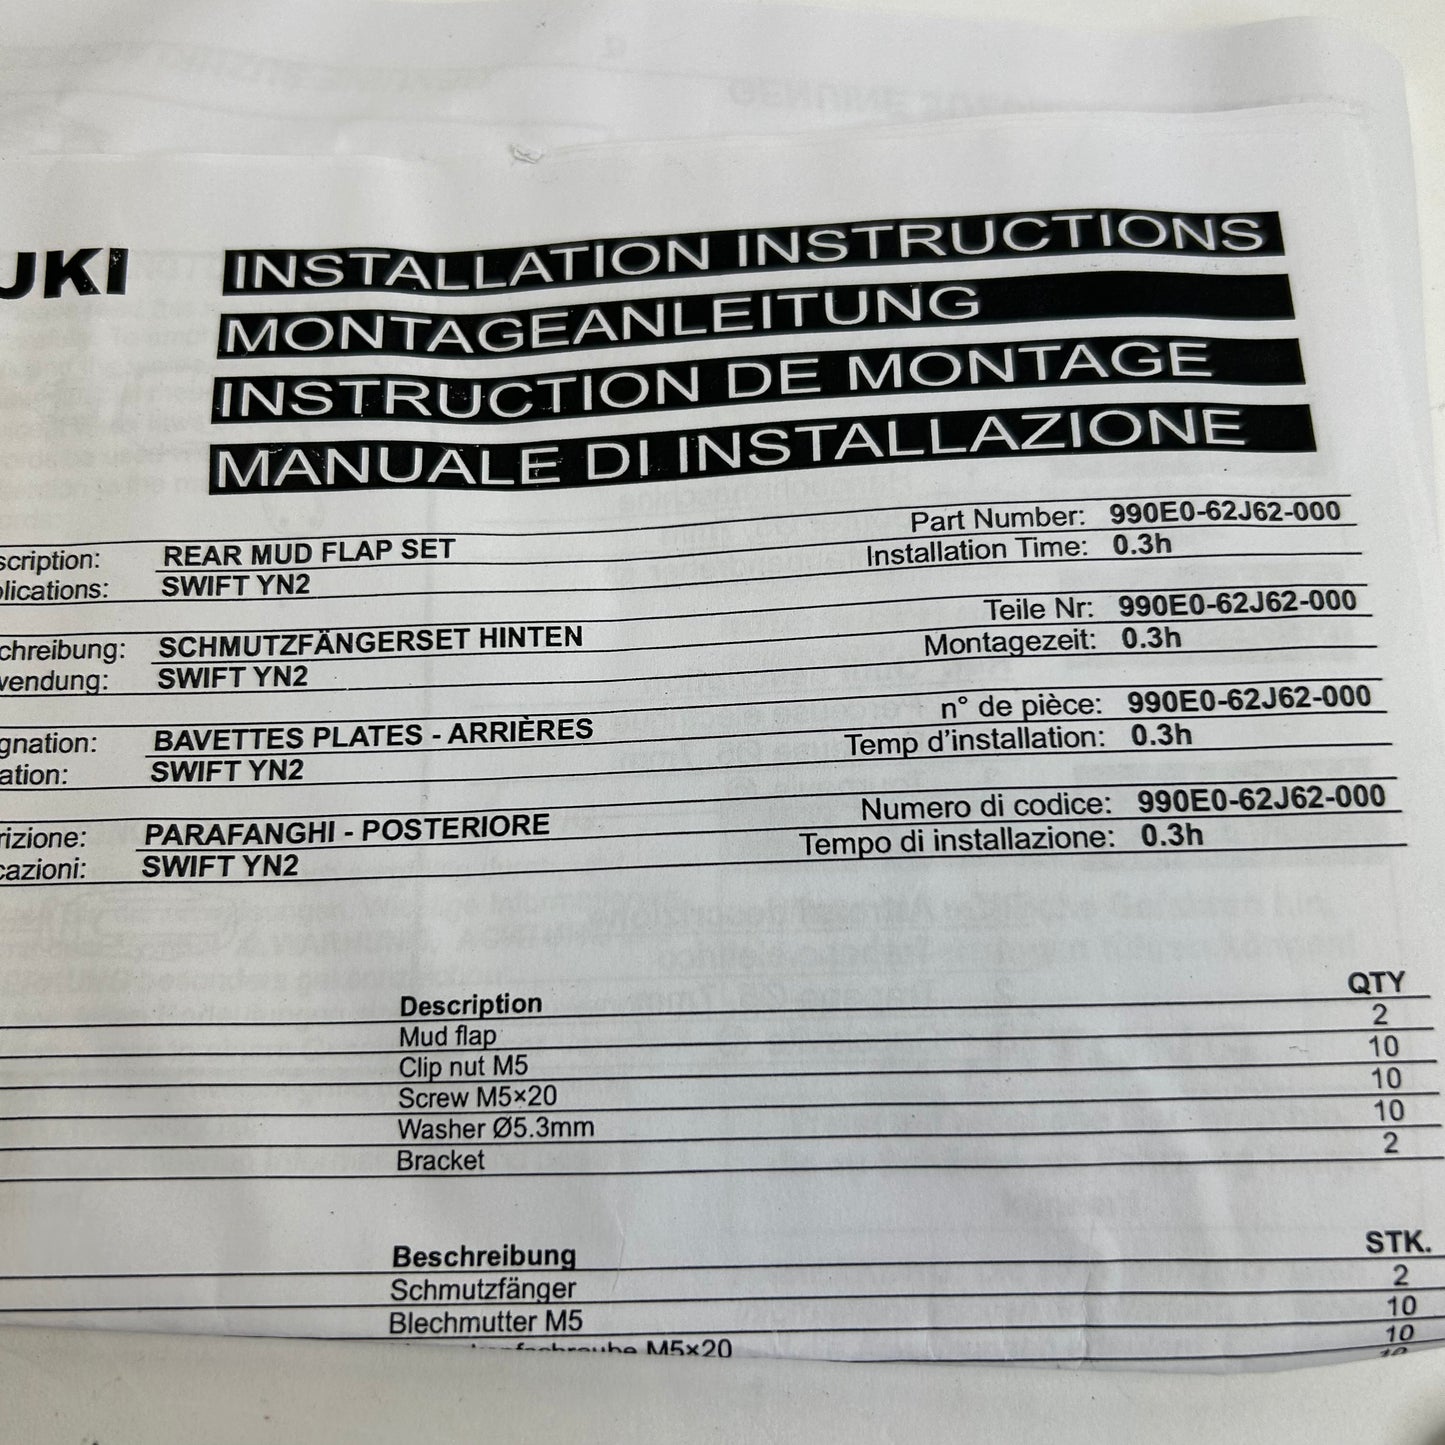 UKI
INSTALLATION INSTRUCTIONS
MONTAGEANLEITUNG
INSTRUCTION DE MONTAGE
MANUALE DI INSTALLAZIONE
scription: REAR MUD FLAP SET Part Number: 990E0-62J62-000
plications: SWIFT YN2 Installation Time: 0.3h
chreibung: SCHMUTZFÄNGERSET HINTEN Teile Nr: 990E0-62J62-000
wendung: SWIFT YN2 Montagezeit: 0.3h
gnation: BAVETTES PLATES - ARRIÈRES n° de pièce: 990E0-62J62-000
ation: SWIFT YN2 Temp d'installation: 0.3h
rizione: PARAFANGHI - POSTERIORE Numero di codice: 990E0-62J62-000
cazioni: SWIFT YN2 Tempo di installazione: 0.3h
Description QTY
Mud flap 2
Clip nut M5 10
Screw M5×20 10
Washer Ø5.3mm 10
Bracket 2
Beschreibung STK.
Schmutzfänger 2
Blechmutter M5 10
M5×20 10